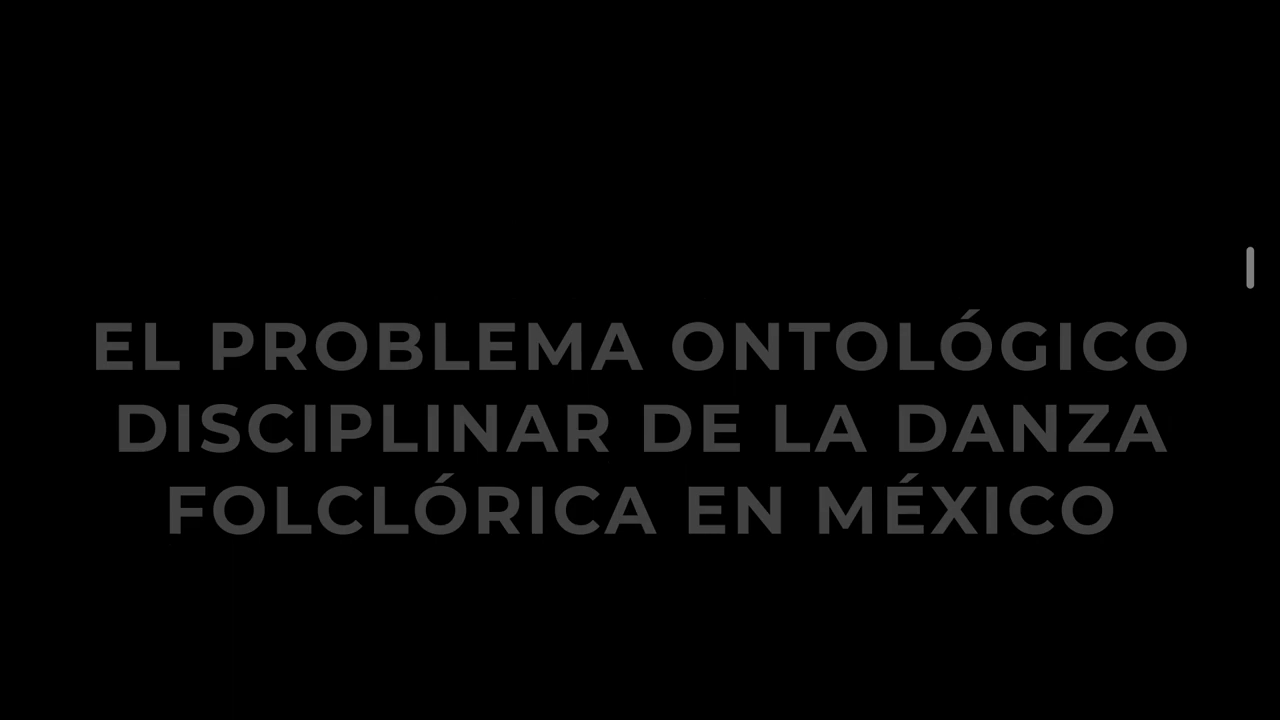 EL PROBLEMA ONTOLÓGICO
DISCIPLINAR DE LA DANZA
FOLCLÓRICA EN MÉXICO